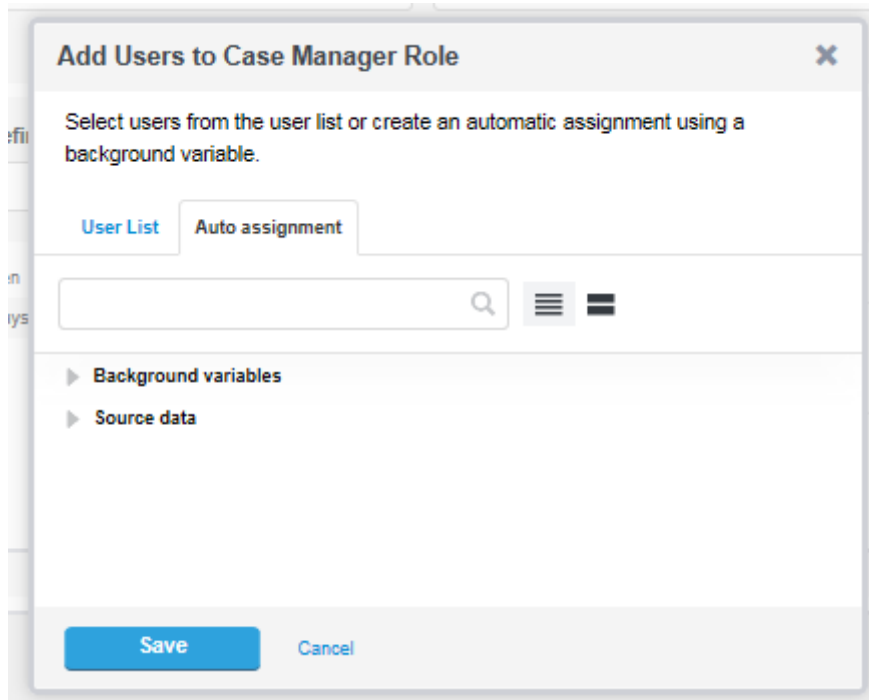 Add Users to Case Manager Role
Select users from the user list or create an automatic assignment using a
background variable.
User List
Auto assignment
Background variables
Source data
Save
Cancel